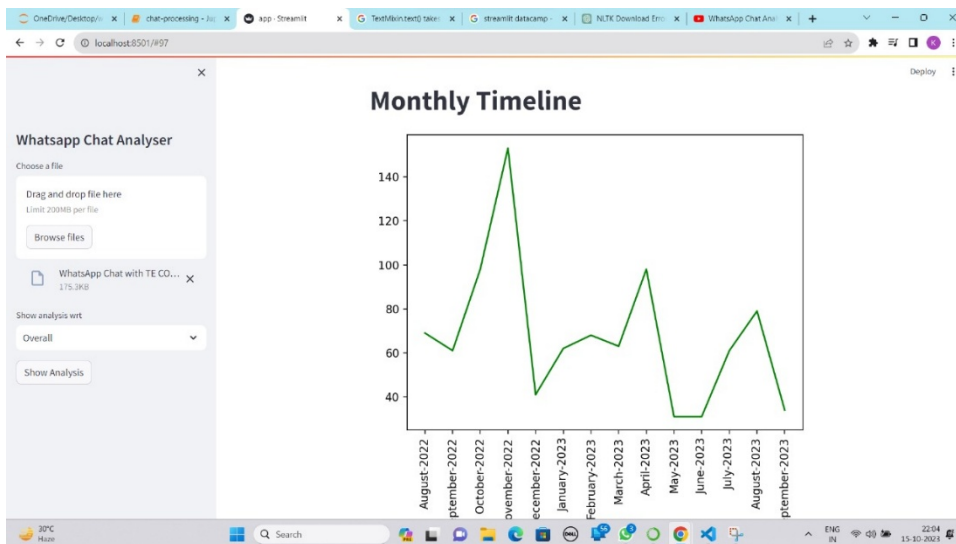 OneDrive/Desktop/
chat-processing - Ju
app · Streamlit
TextMixin.text() takes
streamlit datacamp -
NLTK Download Erro
WhatsApp Chat Anal
localhost:8501/#97
K
Deploy
Monthly Timeline
Whatsapp Chat Analyser
Choose a file
Drag and drop file here
Limit 200MB per file
Browse files
WhatsApp Chat with TE CO...
175.3KB
Show analysis wrt
Overall
Show Analysis
140
120
100
80
60
40
August-2022
ptember-2022
October-2022
ovember-2022
ecember-2022
January-2023
February-2023
March-2023
April-2023
May-2023
June-2023
July-2023
August-2023
ptember-2023
30°C
Haze
Search
ENG
IN
22:04
15-10-2023